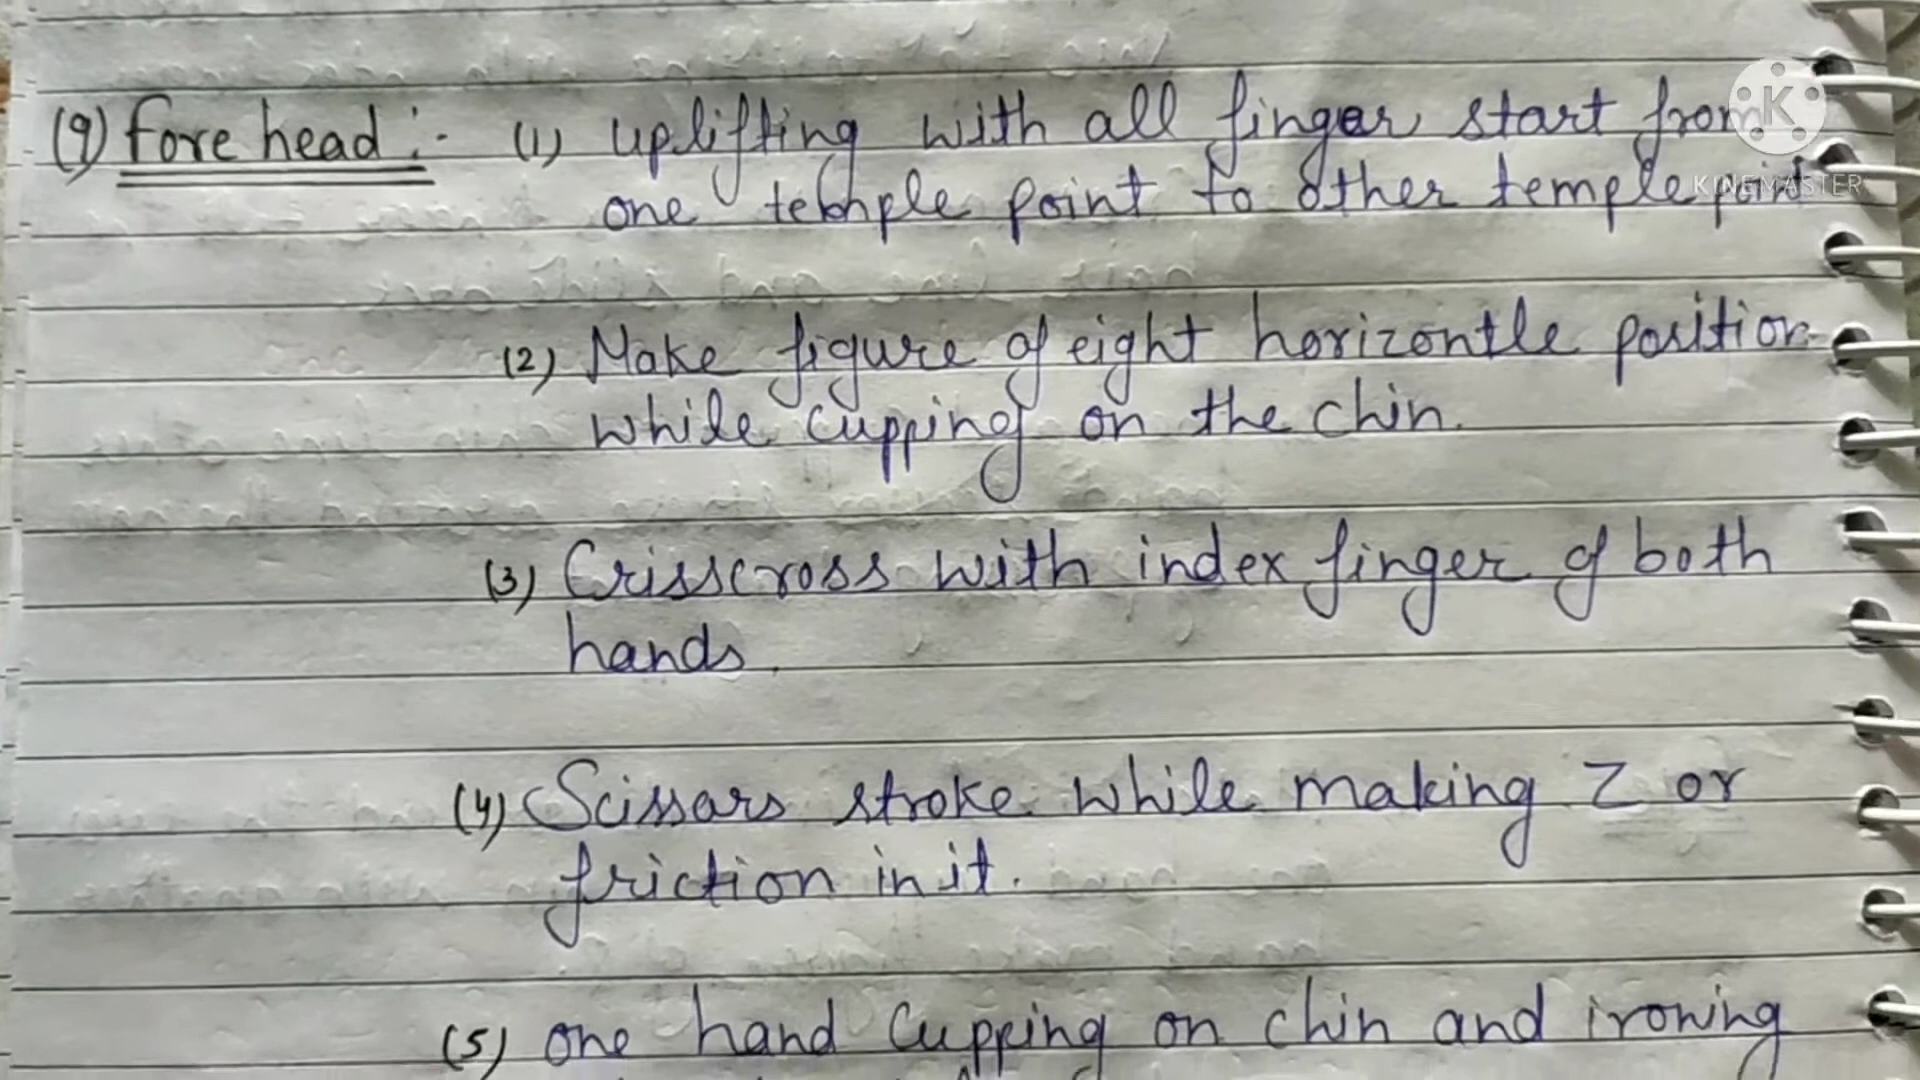 (9) Fore head :- (1) uplifting with all finger start from
one temple point to other temple point
(2) Make figure of eight horizontle position
while cupping on the chin.
(3) Crisscross with index finger of both
hands.
(4) Scissars stroke while making Z or
friction in it.
(5) one hand cupping on chin and ironing
K
KINEMASTER